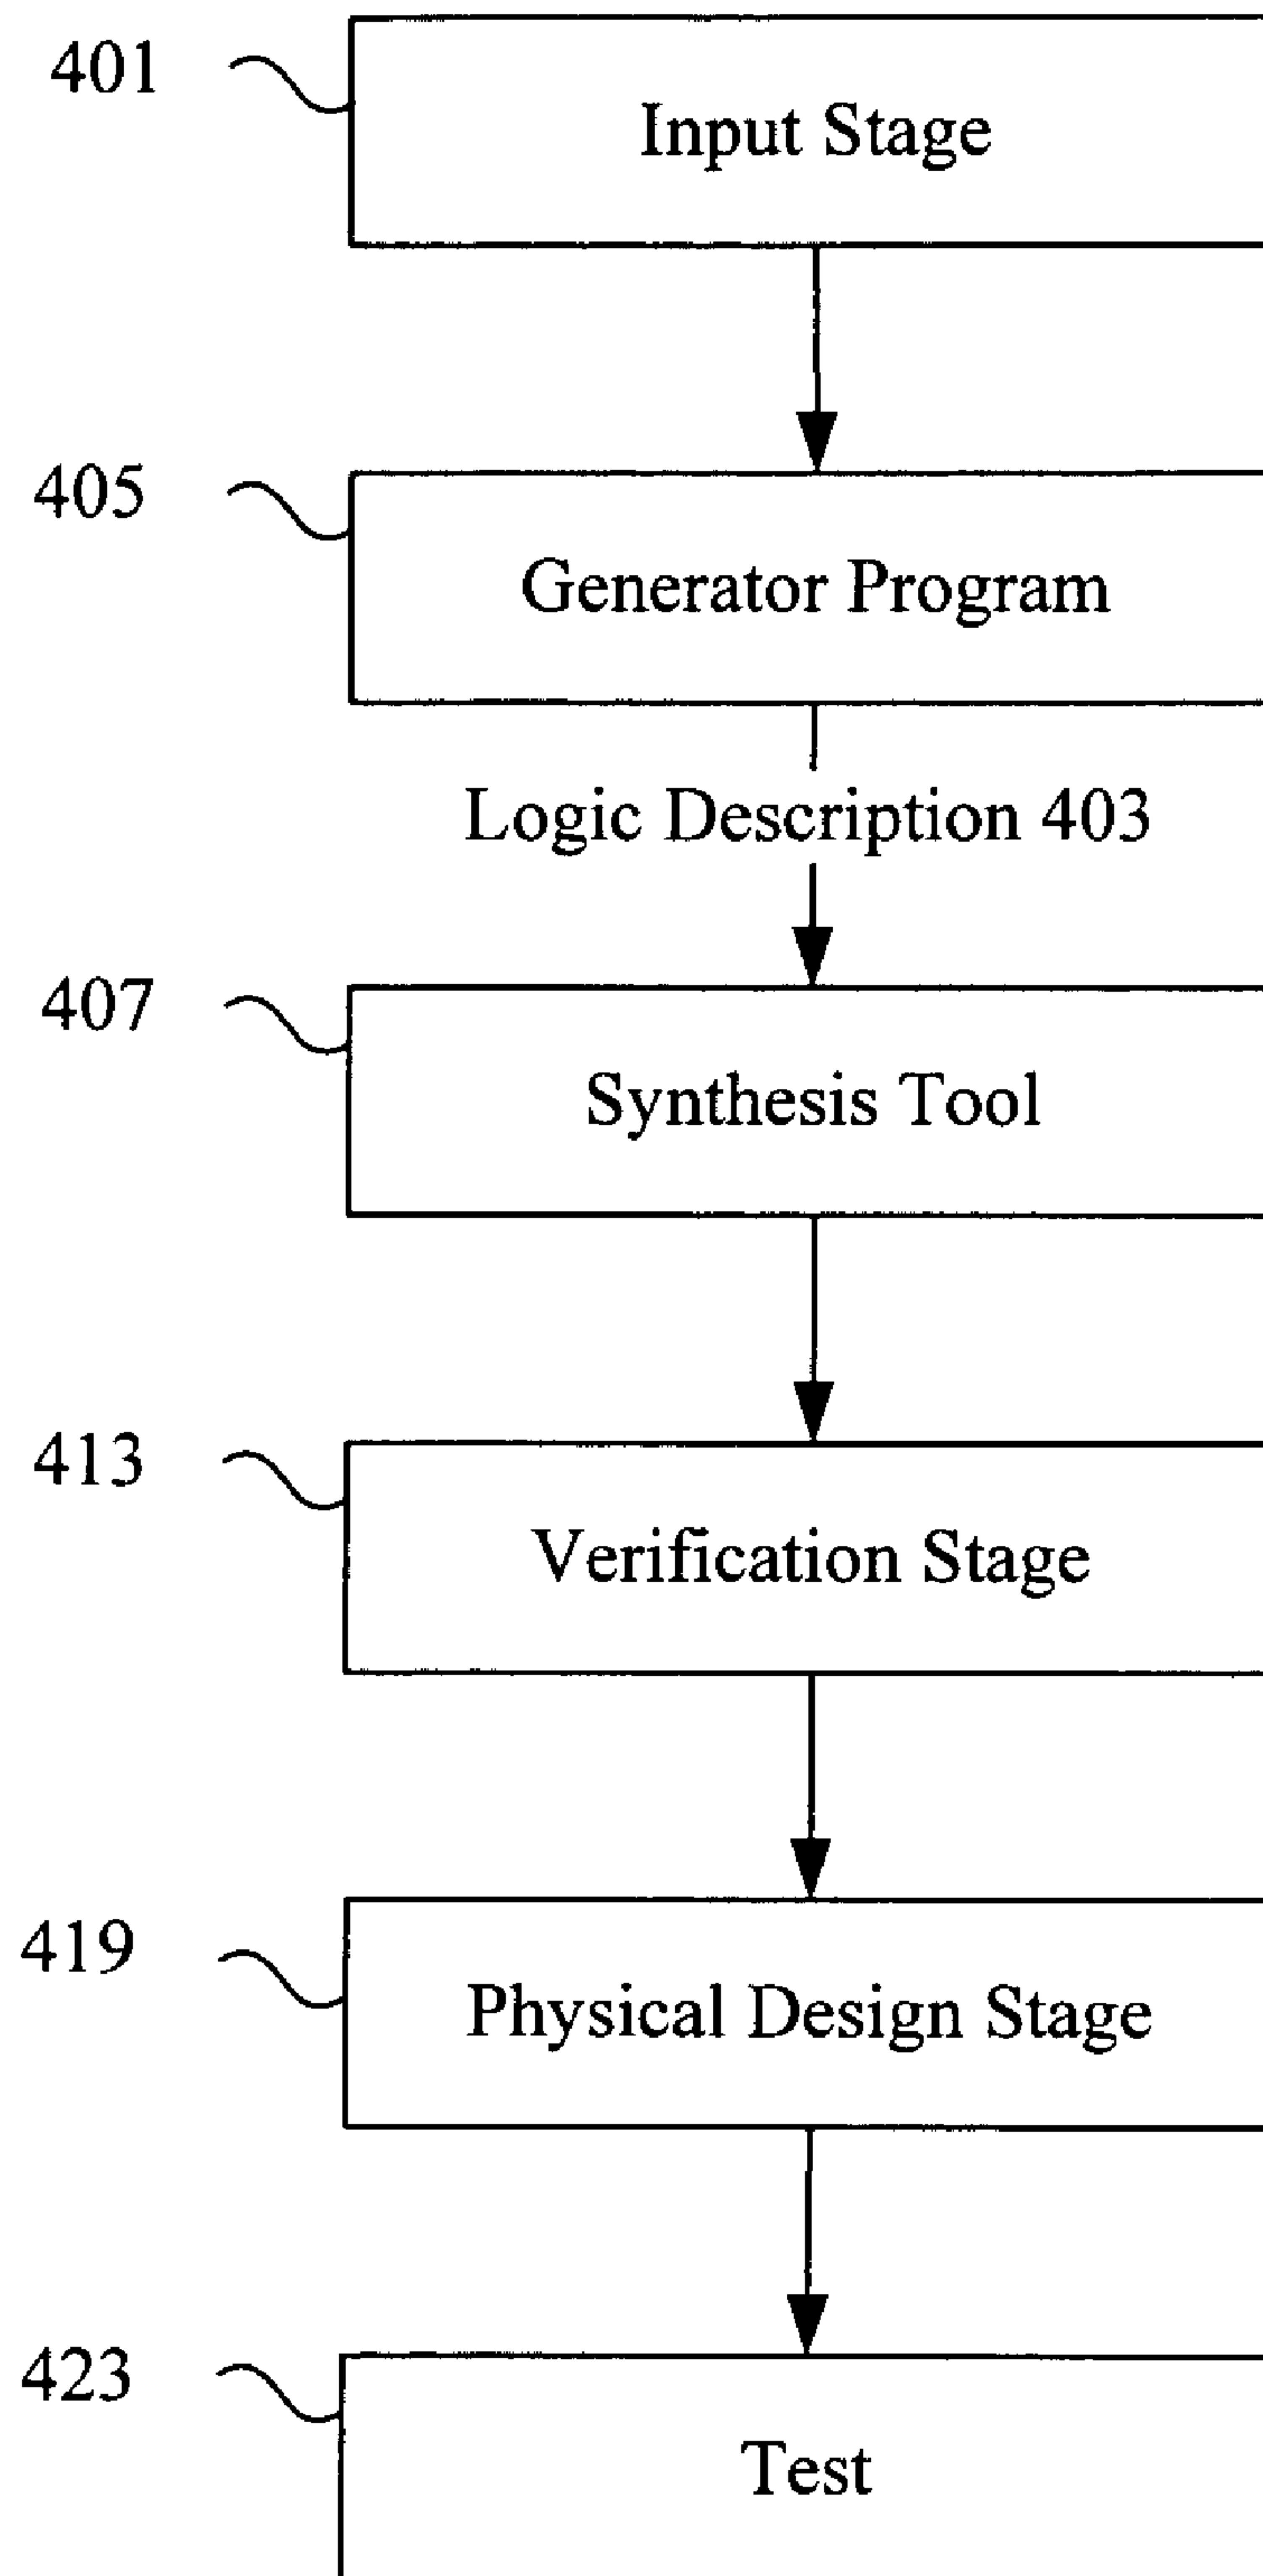 401
Input Stage
405
Generator Program
Logic Description 403
407
Synthesis Tool
413
Verification Stage
419
Physical Design Stage
423
Test